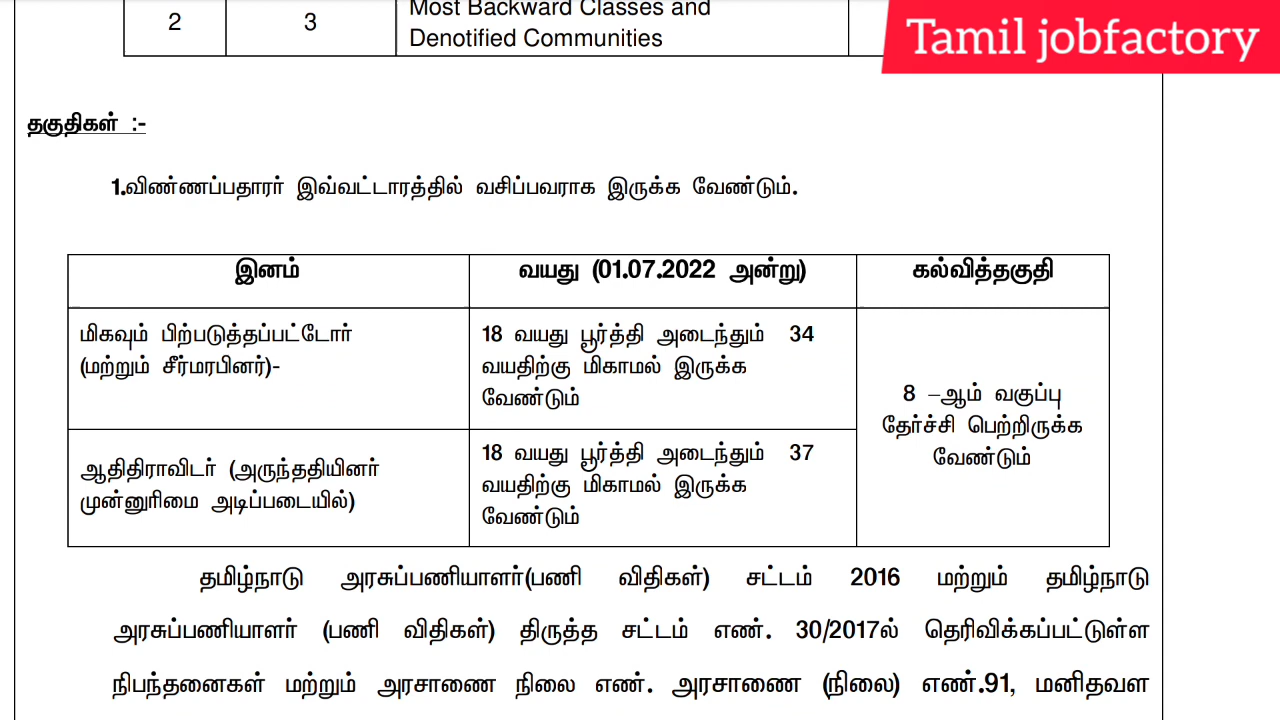 Most Backward Classes and
2 3
Denotified Communities
Tamil jobfactory
தகுதிகள் :-
1.விண்ணப்பதாரர் இவ்வட்டாரத்தில் வசிப்பவராக இருக்க வேண்டும்.
இனம் வயது (01.07.2022 அன்று) கல்வித்தகுதி
மிகவும் பிற்படுத்தப்பட்டோர்
(மற்றும் சீர்மரபினர்)-
18 வயது பூர்த்தி அடைந்தும் 34
வயதிற்கு மிகாமல் இருக்க
வேண்டும்
8 –ஆம் வகுப்பு
தேர்ச்சி பெற்றிருக்க
வேண்டும்
ஆதிதிராவிடர் (அருந்ததியினர்
முன்னுரிமை அடிப்படையில்)
18 வயது பூர்த்தி அடைந்தும் 37
வயதிற்கு மிகாமல் இருக்க
வேண்டும்
தமிழ்நாடு அரசுப்பணியாளர்(பணி விதிகள்) சட்டம் 2016 மற்றும் தமிழ்நாடு
அரசுப்பணியாளர் (பணி விதிகள்) திருத்த சட்டம் எண். 30/2017ல் தெரிவிக்கப்பட்டுள்ள
நிபந்தனைகள் மற்றும் அரசாணை நிலை எண். அரசாணை (நிலை) எண்.91, மனிதவள